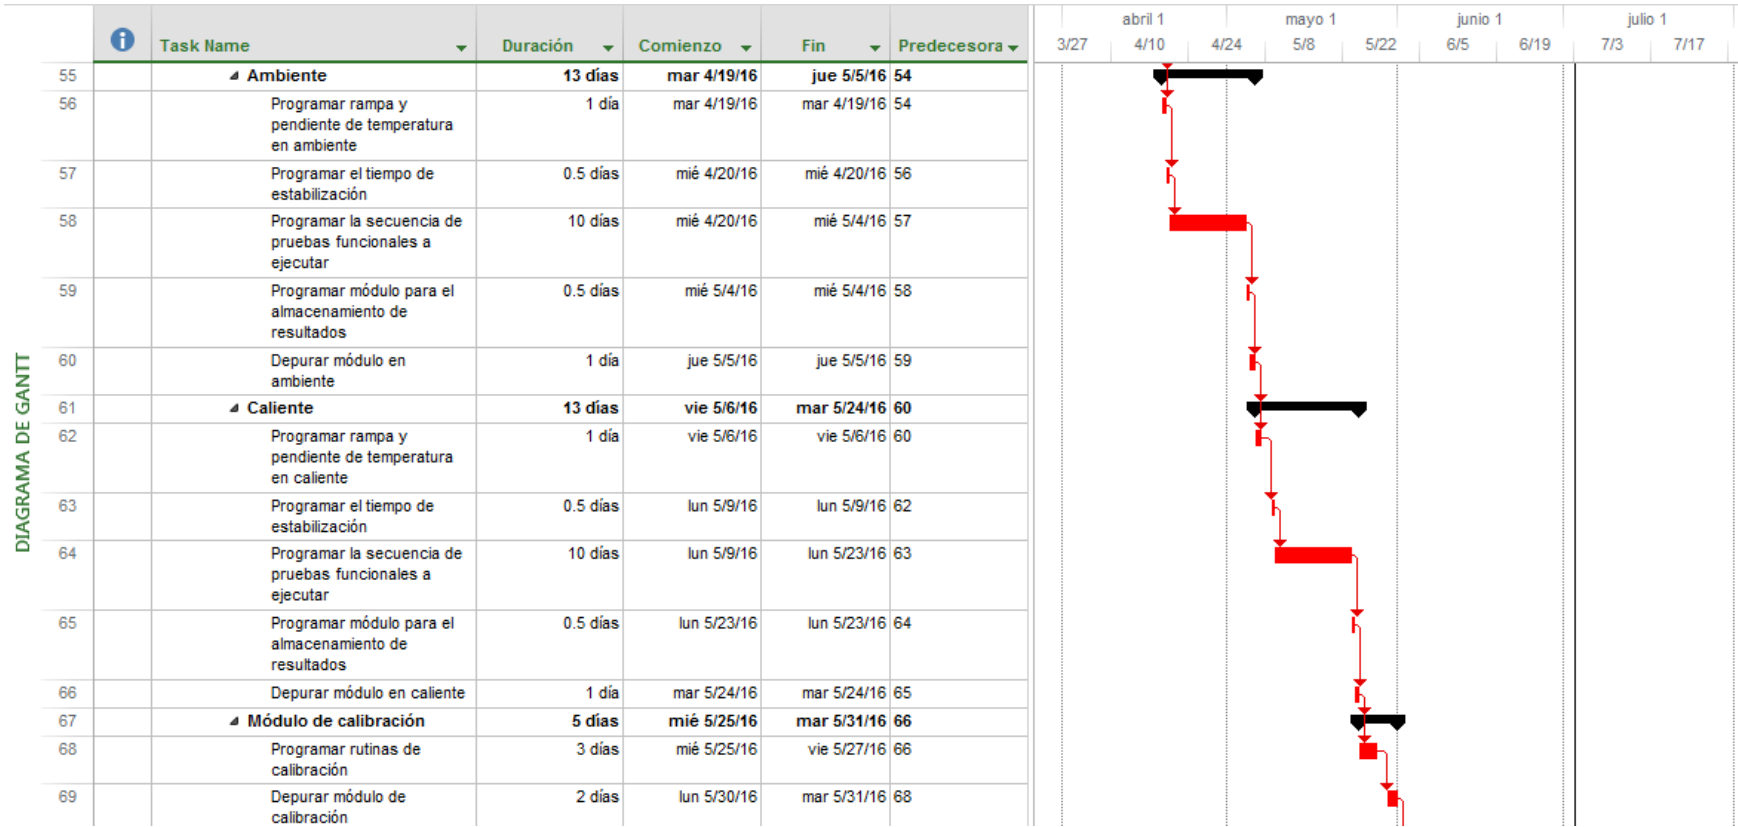 abril 1 mayo 1 junio 1 julio 1
Task Name Duración Comienzo Fin Predecesora 3/27 4/10 4/24 5/8 5/22 6/5 6/19 7/3 7/17
55 Ambiente 13 días mar 4/19/16 jue 5/5/16 54
56 Programar rampa y 1 día mar 4/19/16 mar 4/19/16 54
pendiente de temperatura
en ambiente
57 Programar el tiempo de 0.5 días mié 4/20/16 mié 4/20/16 56
estabilización
58 Programar la secuencia de 10 días mié 4/20/16 mié 5/4/16 57
pruebas funcionales a
ejecutar
59 Programar módulo para el 0.5 días mié 5/4/16 mié 5/4/16 58
almacenamiento de
resultados
60 Depurar módulo en 1 día jue 5/5/16 jue 5/5/16 59
ambiente
61 Caliente 13 días vie 5/6/16 mar 5/24/16 60
62 Programar rampa y 1 día vie 5/6/16 vie 5/6/16 60
pendiente de temperatura
en caliente
63 Programar el tiempo de 0.5 días lun 5/9/16 lun 5/9/16 62
estabilización
64 Programar la secuencia de 10 días lun 5/9/16 lun 5/23/16 63
pruebas funcionales a
ejecutar
65 Programar módulo para el 0.5 días lun 5/23/16 lun 5/23/16 64
almacenamiento de
resultados
66 Depurar módulo en caliente 1 día mar 5/24/16 mar 5/24/16 65
67 Módulo de calibración 5 días mié 5/25/16 mar 5/31/16 66
68 Programar rutinas de 3 días mié 5/25/16 vie 5/27/16 66
calibración
69 Depurar módulo de 2 días lun 5/30/16 mar 5/31/16 68
calibración
DIAGRAMA DE GANTT